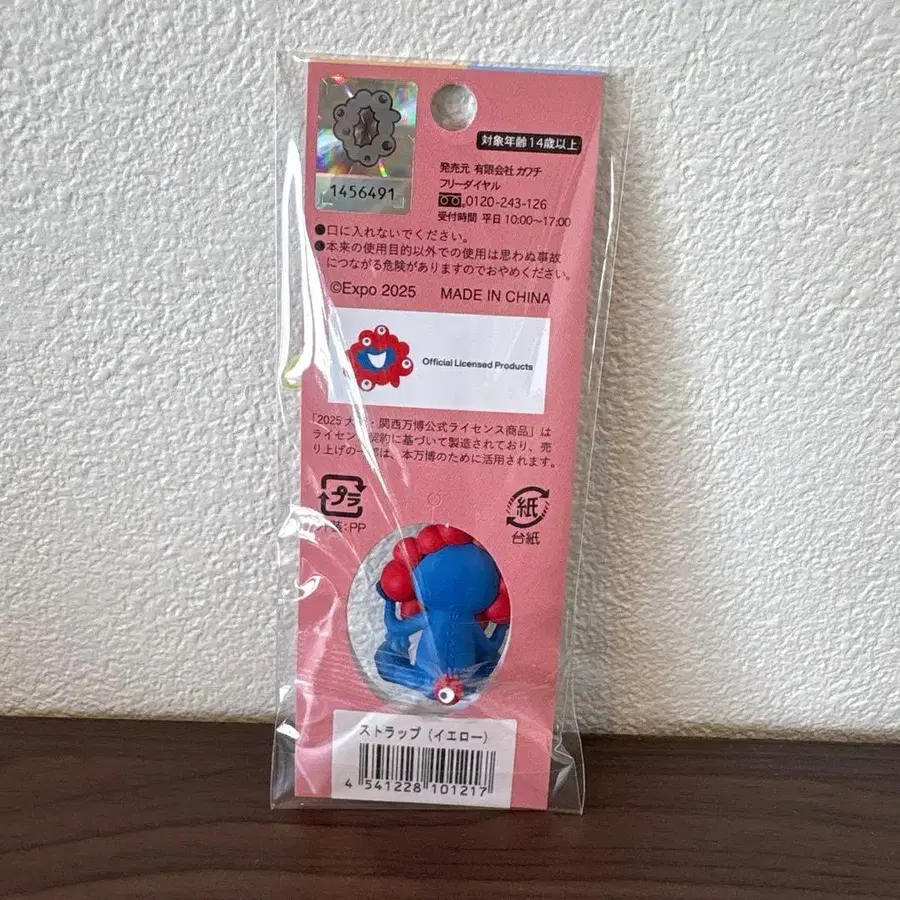 1456491
対象年齢14歳以上
発売元 有限会社 カワチ
フリーダイヤル
0120-243-126
受付時間 平日 10:00～17:00
●口に入れないでください。
●本来の使用目的以外での使用は思わぬ事故
につながる危険がありますのでおやめください。
©Expo 2025 MADE IN CHINA
Official Licensed Products
「2025 大・関西万博公式ライセンス商品」は
ライセン契約に基づいて製造されており、売
り上げの一は、本万博のために活用されます。
プラ
:PP
紙
台紙
ストラップ（イエロー）
4 541228 101217